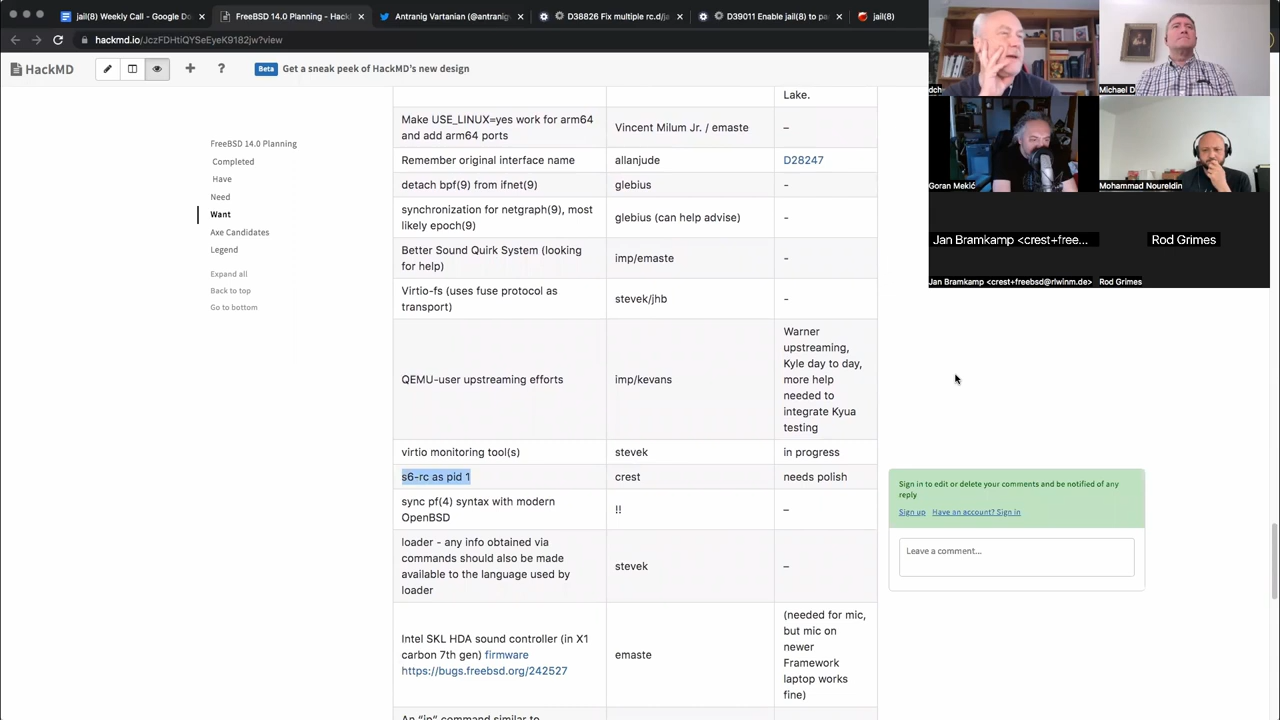 jail(8) Weekly Call - Google Do
FreeBSD 14.0 Planning - HackM
Antranig Vartanian (@antranig
D38826 Fix multiple rc.d/ja
D39011 Enable jail(8) to pa
jail(8)
hackmd.io/JczFDHtiQYSeEyeK9182jw?view
HackMD
Beta
Get a sneak peek of HackMD's new design
FreeBSD 14.0 Planning
Completed
Have
Need
Want
Axe Candidates
Legend
Expand all
Back to top
Go to bottom
Lake.
Make USE_LINUX=yes work for arm64
and add arm64 ports
Vincent Milum Jr. / emaste
–
Remember original interface name
allanjude
D28247
detach bpf(9) from ifnet(9)
glebius
-
synchronization for netgraph(9), most
likely epoch(9)
glebius (can help advise)
-
Better Sound Quirk System (looking
for help)
imp/emaste
-
Virtio-fs (uses fuse protocol as
transport)
stevek/jhb
-
QEMU-user upstreaming efforts
imp/kevans
Warner
upstreaming,
Kyle day to day,
more help
needed to
integrate Kyua
testing
virtio monitoring tool(s)
stevek
in progress
s6-rc as pid 1
crest
needs polish
sync pf(4) syntax with modern
OpenBSD
!!
–
loader - any info obtained via
commands should also be made
available to the language used by
loader
stevek
–
Intel SKL HDA sound controller (in X1
carbon 7th gen) firmware
https://bugs.freebsd.org/242527
emaste
(needed for mic,
but mic on
newer
Framework
laptop works
fine)
An "ip" command similar to
Sign in to edit or delete your comments and be notified of any
reply
Sign up
Have an account? Sign in
Leave a comment...
dch
Michael D
Goran Mekić
Mohammad Noureldin
Jan Bramkamp <crest+free...
Rod Grimes
Jan Bramkamp <crest+freebsd@rlwinm.de>
Rod Grimes